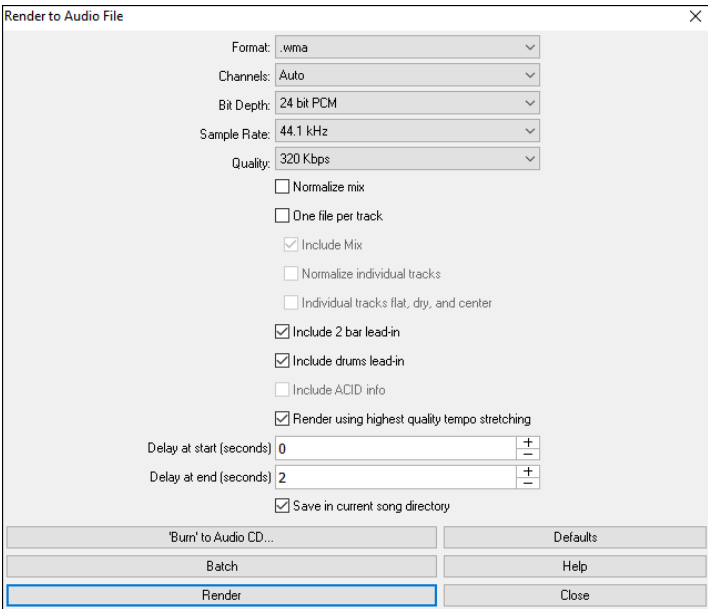 Render to Audio File
Format: .wma
Channels: Auto
Bit Depth: 24 bit PCM
Sample Rate: 44.1 kHz
Quality: 320 Kbps
Normalize mix
One file per track
Include Mix
Normalize individual tracks
Individual tracks flat, dry, and center
Include 2 bar lead-in
Include drums lead-in
Include ACID info
Render using highest quality tempo stretching
Delay at start (seconds) 0
Delay at end (seconds) 2
Save in current song directory
'Burn' to Audio CD... Defaults
Batch Help
Render Close